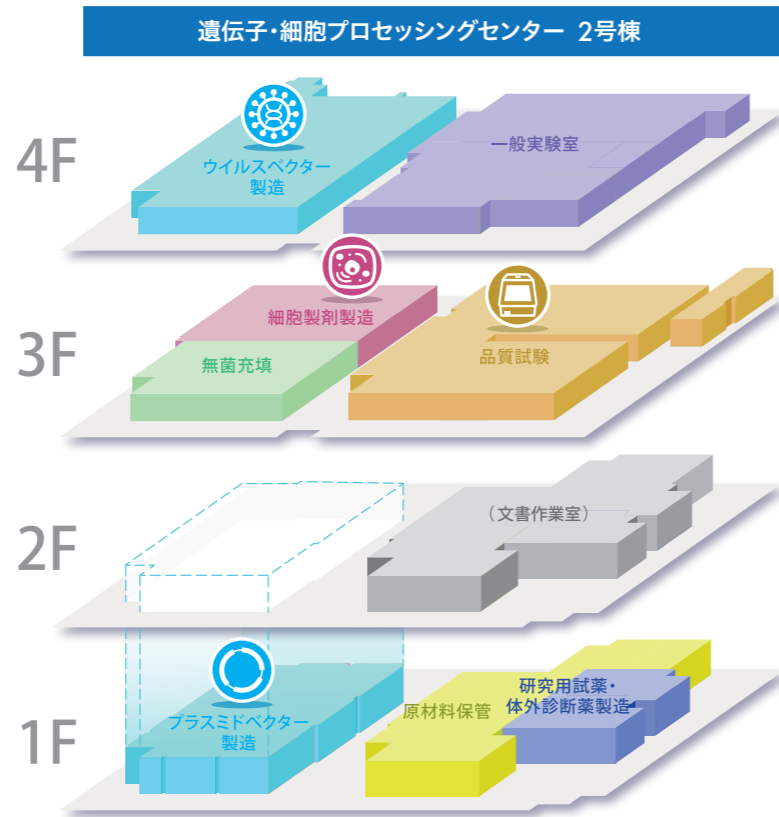 遺伝子・細胞プロセッシングセンター 2号棟
4F
ウイルスベクター
製造
一般実験室
3F
細胞製剤製造
無菌充填
品質試験
2F
（文書作業室）
1F
プラスミドベクター
製造
原材料保管
研究用試薬・
体外診断薬製造